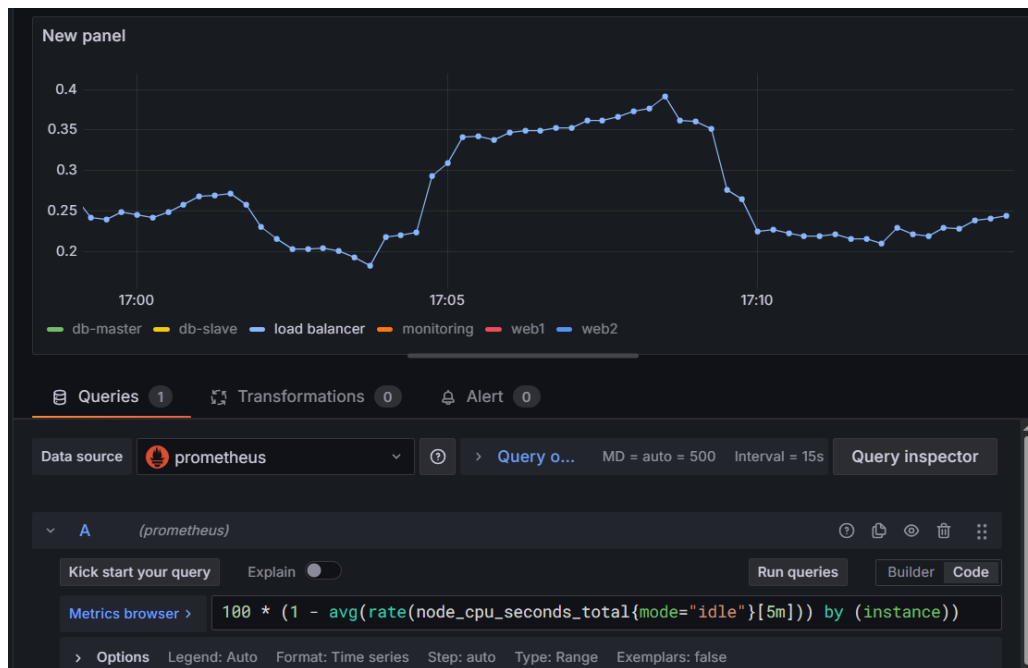 New panel
0.4
0.35
0.3
0.25
0.2
17:00 17:05 17:10
db-master db-slave load balancer monitoring web1 web2
Queries 1 Transformations 0 Alert 0
Data source prometheus Query o... MD = auto = 500 Interval = 15s Query inspector
A (prometheus)
Kick start your query Explain Run queries Builder Code
Metrics browser > 100 * (1 - avg(rate(node_cpu_seconds_total{mode="idle"}[5m])) by (instance))
Options Legend: Auto Format: Time series Step: auto Type: Range Exemplars: false